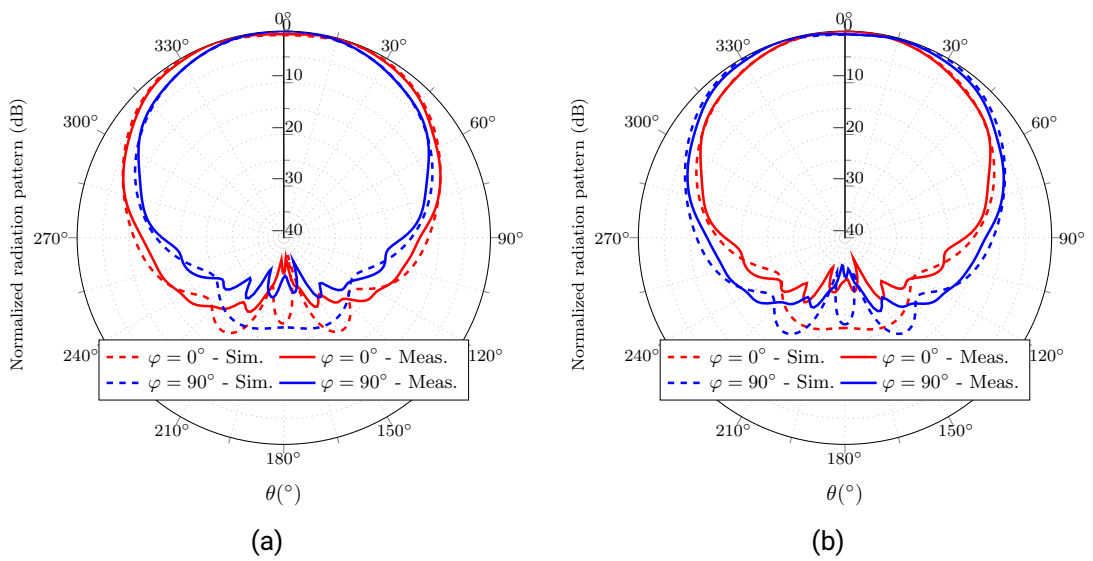 0°
0
330°
30°
−10
300°
60°
−20
−30
−40
270°
90°
240°
120°
φ = 0° - Sim.
φ = 0° - Meas.
φ = 90° - Sim.
φ = 90° - Meas.
210°
150°
180°
θ(°)
Normalized radiation pattern (dB)
(a)
0°
0
330°
30°
−10
300°
60°
−20
−30
−40
270°
90°
240°
120°
φ = 0° - Sim.
φ = 0° - Meas.
φ = 90° - Sim.
φ = 90° - Meas.
210°
150°
180°
θ(°)
Normalized radiation pattern (dB)
(b)